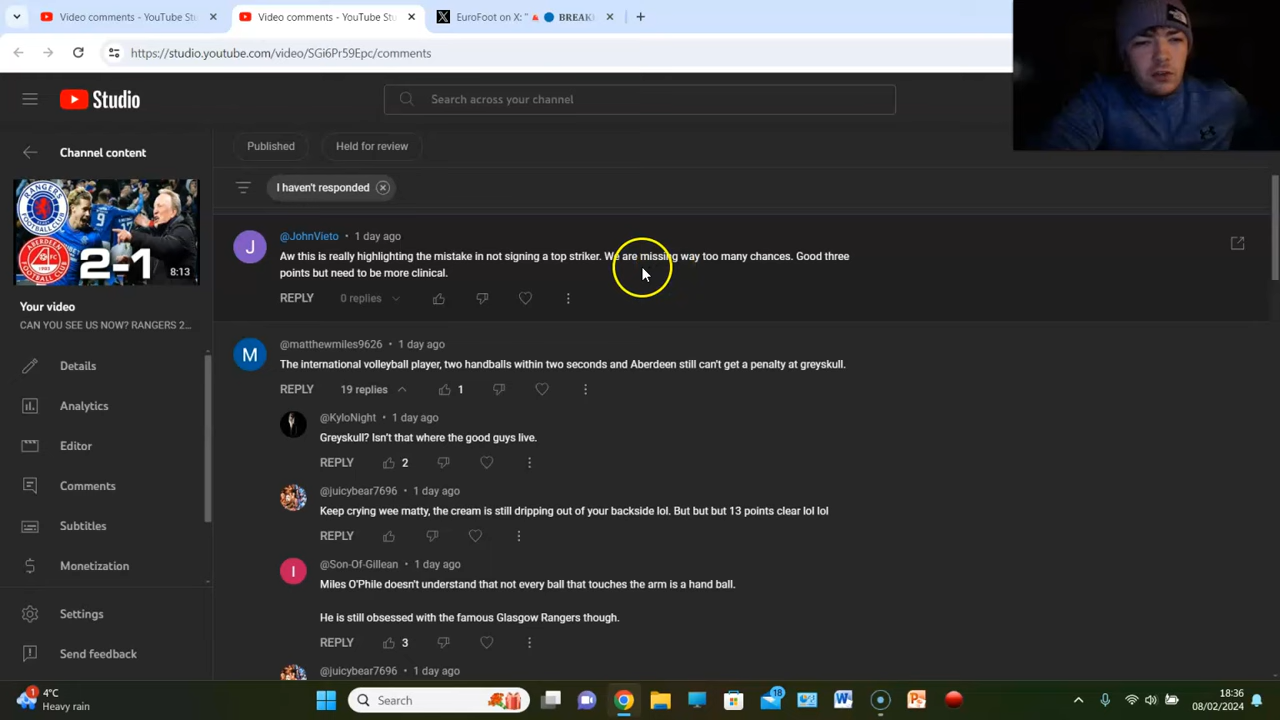 Video comments - YouTube Stu
Video comments - YouTube Stu
EuroFoot on X: " BREAK
https://studio.youtube.com/video/SGi6Pr59Epc/comments
Studio
Search across your channel
Channel content
RANGERS
FOOTBALL CLUB
2-1
8:13
Your video
CAN YOU SEE US NOW? RANGERS 2...
Details
Analytics
Editor
Comments
Subtitles
Monetization
Settings
Send feedback
Published
Held for review
I haven't responded
J
@JohnVieto • 1 day ago
Aw this is really highlighting the mistake in not signing a top striker. We are missing way too many chances. Good three
points but need to be more clinical.
REPLY
0 replies
M
@matthewmiles9626 • 1 day ago
The international volleyball player, two handballs within two seconds and Aberdeen still can't get a penalty at greyskull.
REPLY
19 replies
1
@KyloNight • 1 day ago
Greyskull? Isn't that where the good guys live.
REPLY
2
@juicybear7696 • 1 day ago
Keep crying wee matty, the cream is still dripping out of your backside lol. But but but 13 points clear lol lol
REPLY
I
@Son-Of-Gillean • 1 day ago
Miles O'Phile doesn't understand that not every ball that touches the arm is a hand ball.
He is still obsessed with the famous Glasgow Rangers though.
REPLY
3
@juicybear7696 • 1 day ago
1
4°C
Heavy rain
Search
18
18:36
08/02/2024